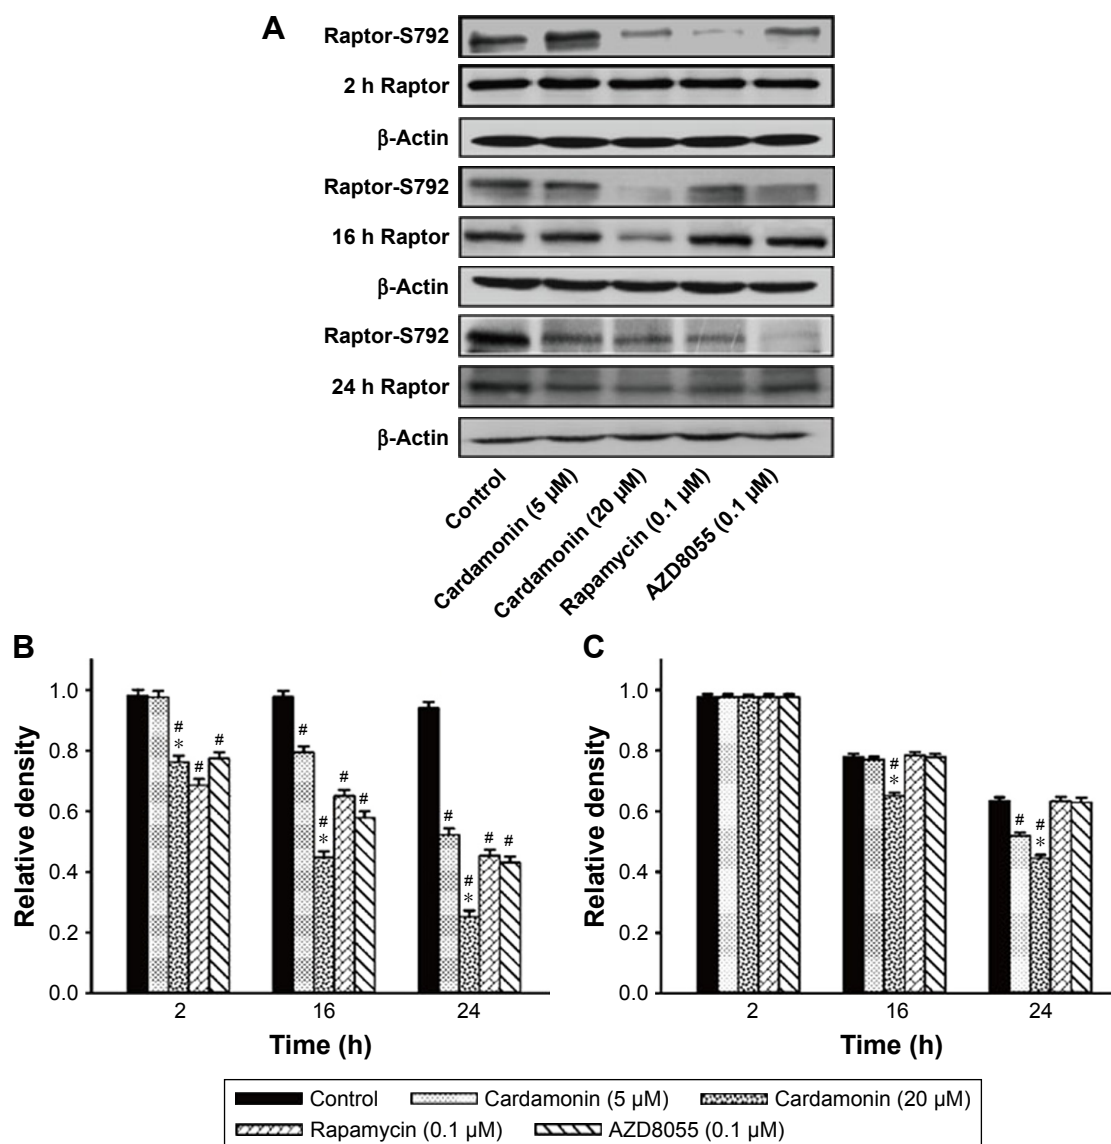 A
Raptor-S792
2 h Raptor
β-Actin
Raptor-S792
16 h Raptor
β-Actin
Raptor-S792
24 h Raptor
β-Actin
Control
Cardamonin (5 µM)
Cardamonin (20 µM)
Rapamycin (0.1 µM)
AZD8055 (0.1 µM)
B
Relative density
1.0
0.8
0.6
0.4
0.2
0.0
#
*
#
#
#
#
*
#
#
#
#
*
#
#
2 16 24
Time (h)
C
Relative density
1.0
0.8
0.6
0.4
0.2
0.0
#
*
#
#
*
2 16 24
Time (h)
Control Cardamonin (5 µM) Cardamonin (20 µM)
Rapamycin (0.1 µM) AZD8055 (0.1 µM)